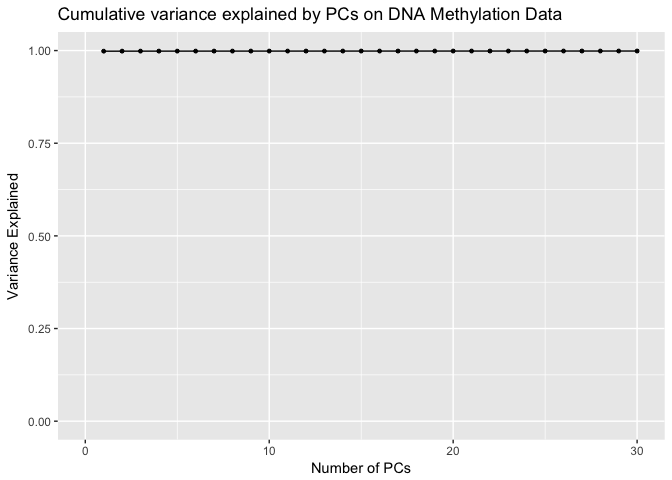 Cumulative variance explained by PCs on DNA Methylation Data
1.00
0.75
0.50
0.25
0.00
Variance Explained
0 10 20 30
Number of PCs